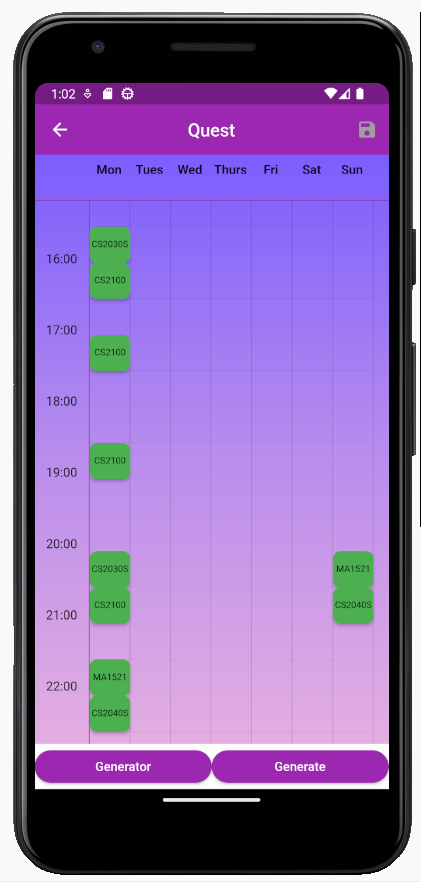 1:02
Quest
Mon Tues Wed Thurs Fri Sat Sun
CS2030S
16:00
CS2100
17:00
CS2100
18:00
CS2100
19:00
20:00
CS2030S MA1521
CS2100 CS2040S
21:00
MA1521
22:00
CS2040S
Generator Generate